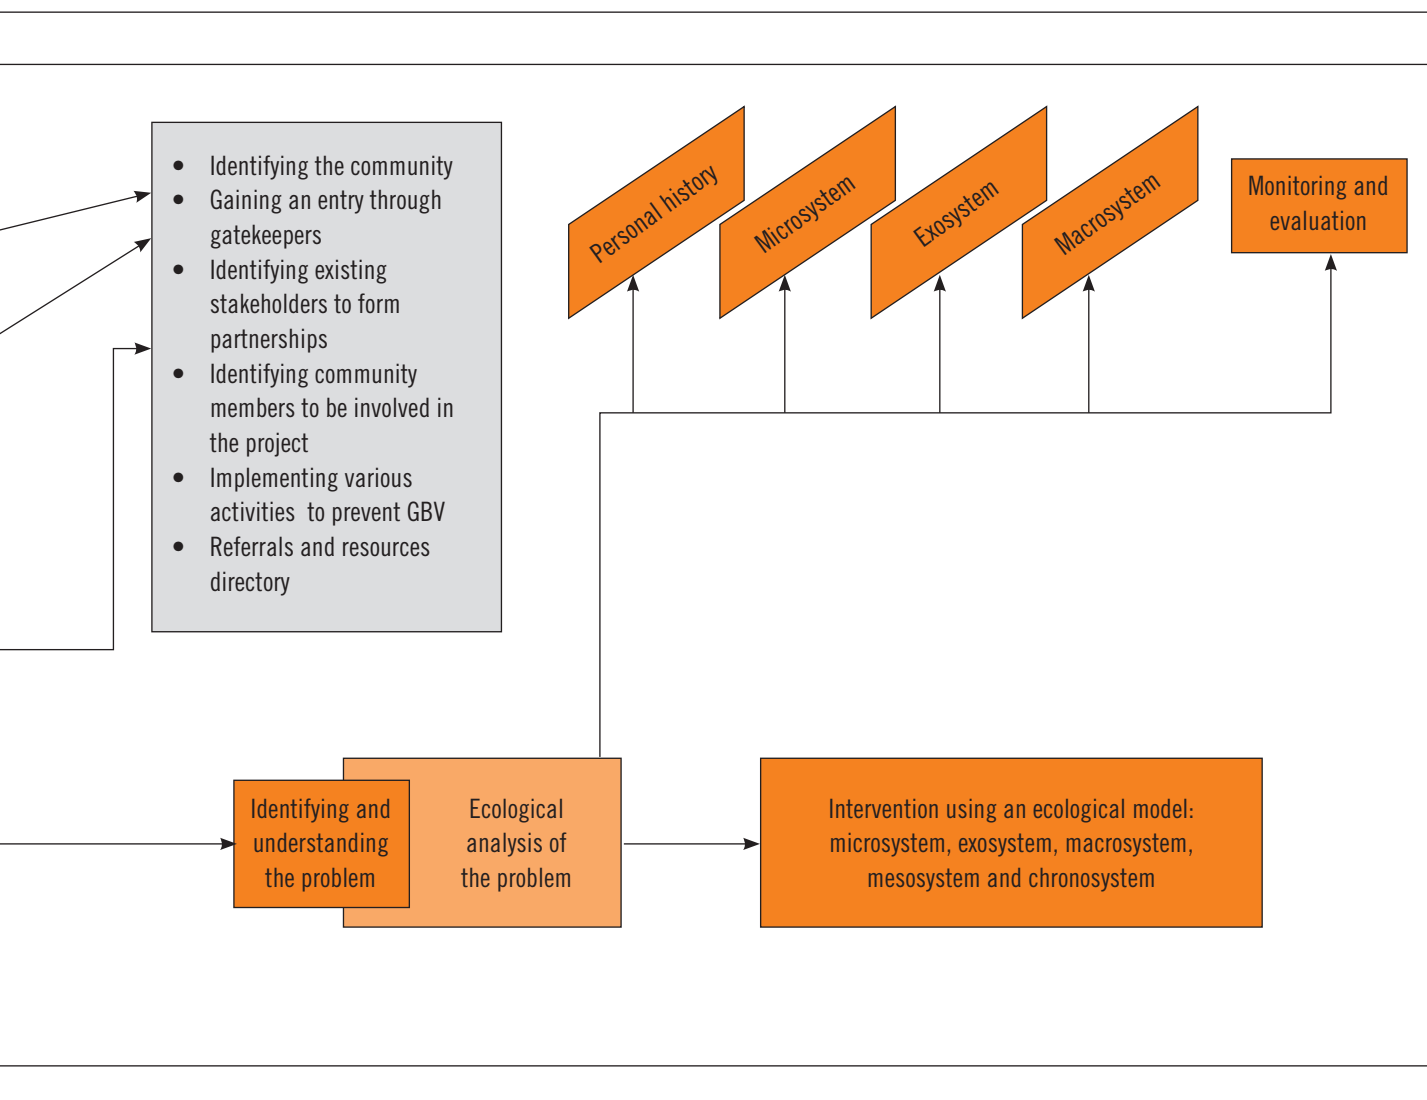 • Identifying the community
• Gaining an entry through
gatekeepers
• Identifying existing
stakeholders to form
partnerships
• Identifying community
members to be involved in
the project
• Implementing various
activities to prevent GBV
• Referrals and resources
directory
Personal history
Microsystem
Exosystem
Macrosystem
Monitoring and
evaluation
Identifying and
understanding
the problem
Ecological
analysis of
the problem
Intervention using an ecological model:
microsystem, exosystem, macrosystem,
mesosystem and chronosystem